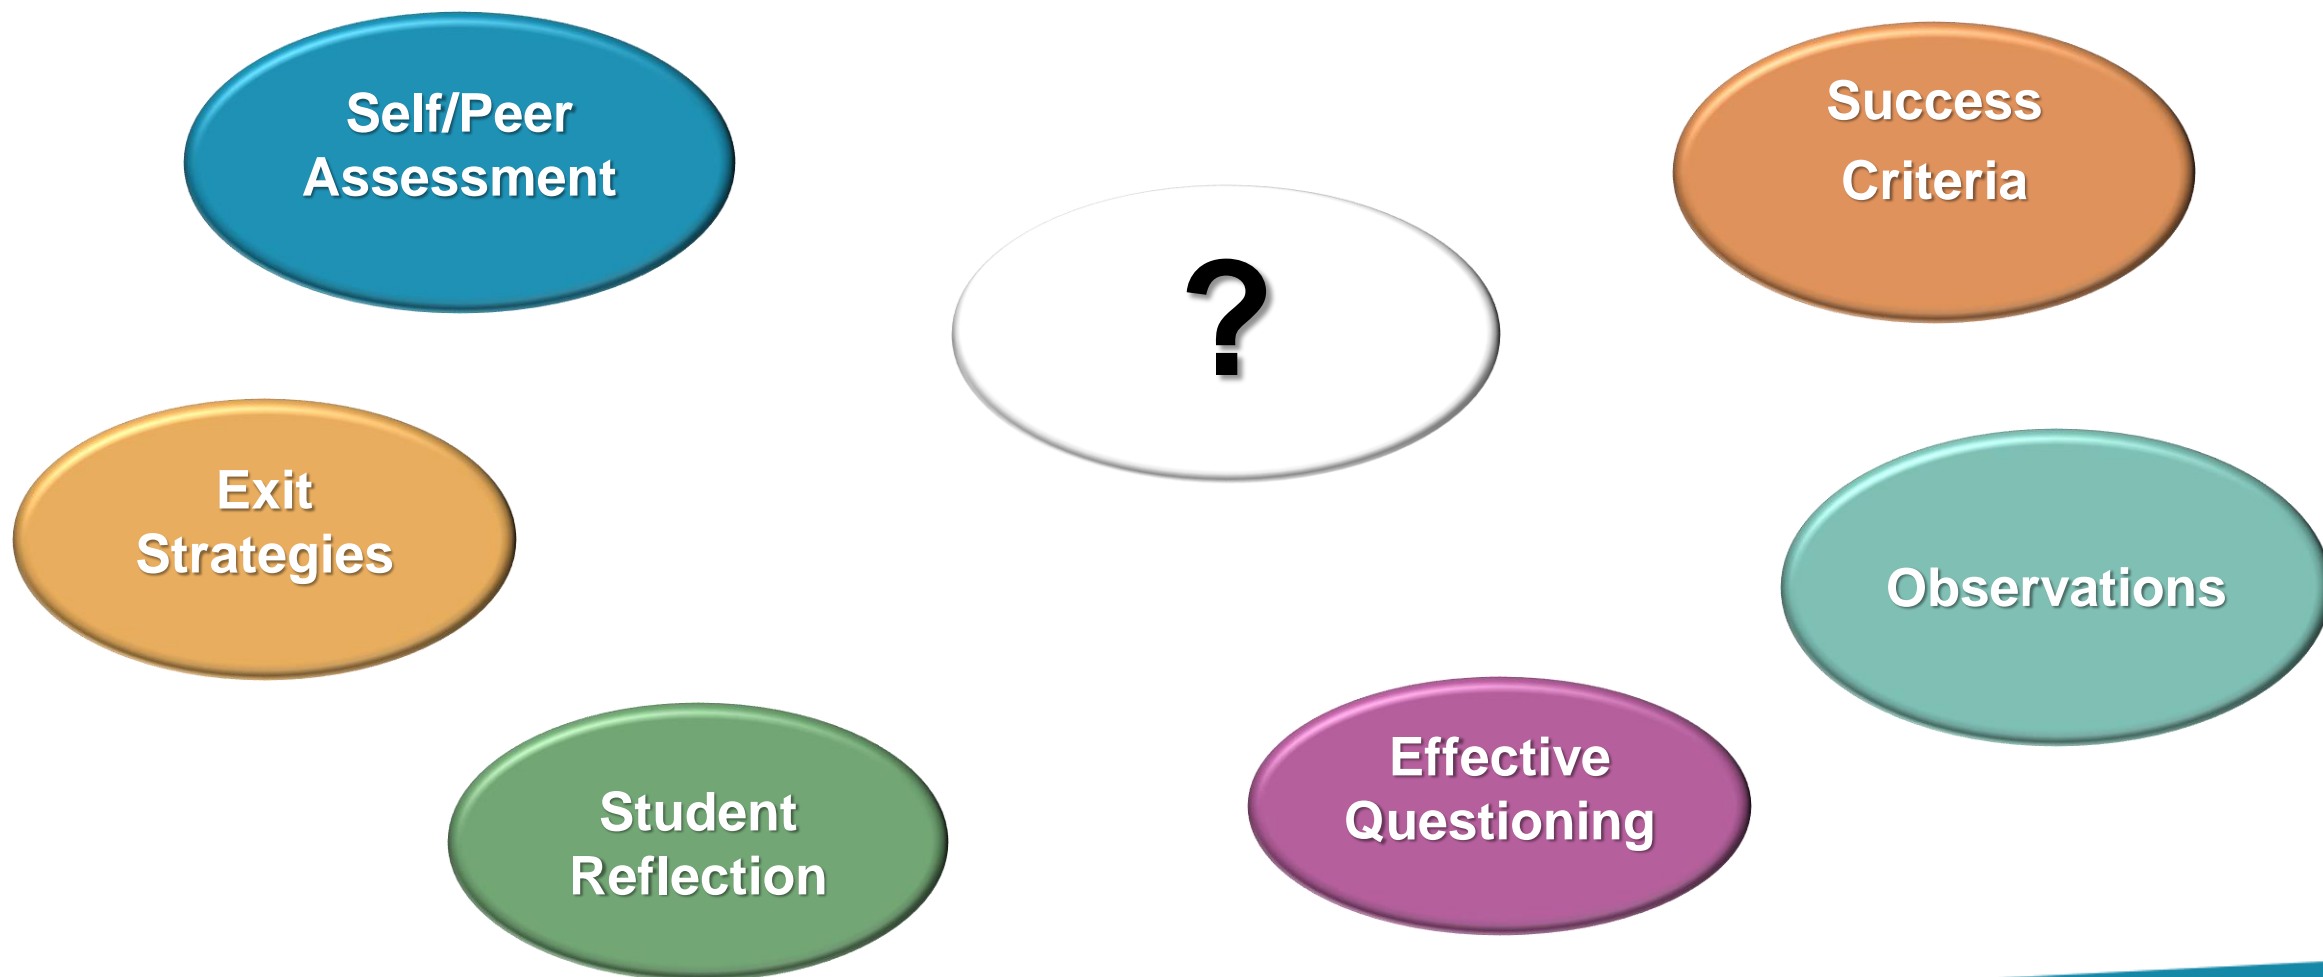 Self/Peer
Assessment
Success
Criteria
?
Exit
Strategies
Observations
Student
Reflection
Effective
Questioning